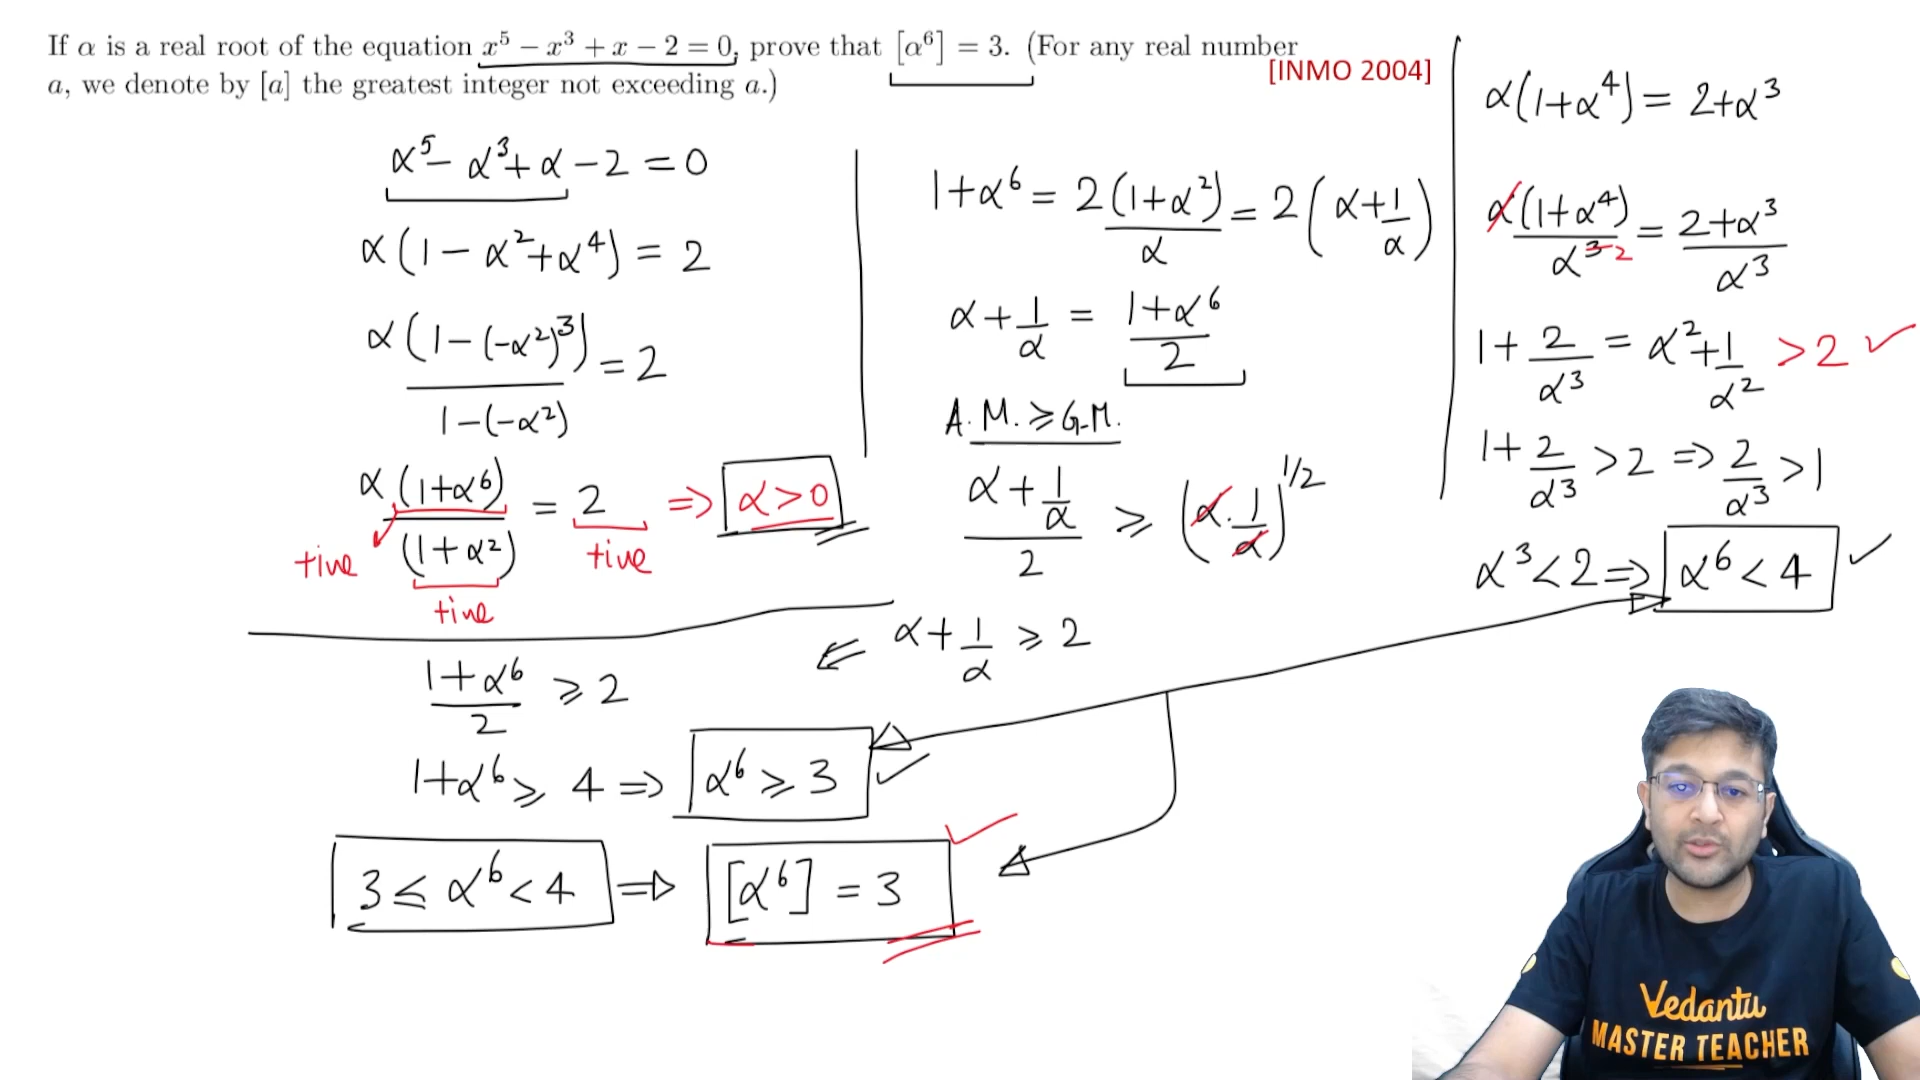 If α is a real root of the equation x⁵ − x³ + x − 2 = 0, prove that [α⁶] = 3. (For any real number
a, we denote by [a] the greatest integer not exceeding a.)
[INMO 2004]
α⁵ − α³ + α − 2 = 0
α(1 − α² + α⁴) = 2
α(1 − (−α²)³) / 1 − (−α²) = 2
α(1+α⁶) / (1+α²) = 2 ⇒ α > 0
+ive
+ive
+ive
1+α⁶ = 2(1+α²)/α = 2(α + 1/α)
α + 1/α = 1+α⁶ / 2
A.M. ≥ G.M.
α + 1/α / 2 ≥ (α · 1/α)^1/2
⇐ α + 1/α ≥ 2
1+α⁶ / 2 ≥ 2
1+α⁶ ≥ 4 ⇒ α⁶ ≥ 3 ✓
3 ≤ α⁶ < 4 ⇒ [α⁶] = 3 ✓
α(1+α⁴) = 2+α³
α(1+α⁴) / α³ ² = 2+α³ / α³
1 + 2/α³ = α² + 1/α² > 2 ✓
1 + 2/α³ > 2 ⇒ 2/α³ > 1
α³ < 2 ⇒ α⁶ < 4 ✓
Vedantu
MASTER TEACHER